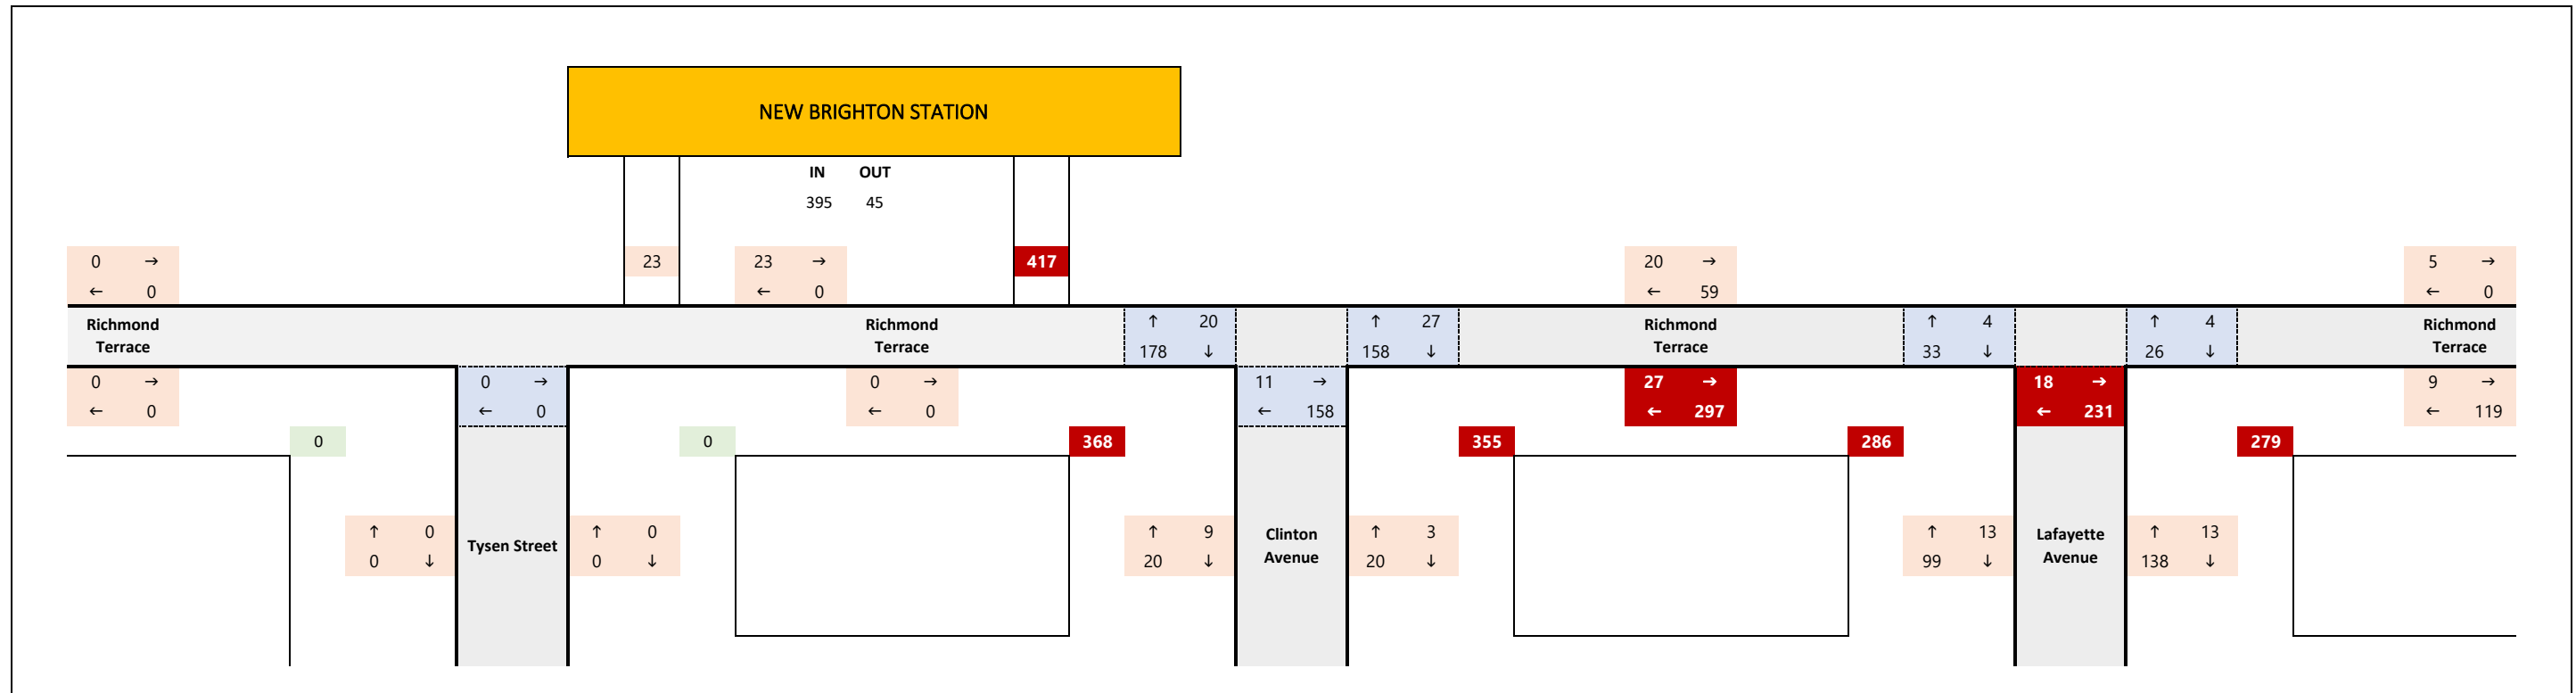 NEW BRIGHTON STATION
IN OUT
395 45
0 → 23 23 → 417 20 → 5 →
← 0 ← 0 ← 59 ← 0
Richmond Richmond ↑ 20 ↑ 27 Richmond ↑ 4 ↑ 4 Richmond
Terrace Terrace 178 ↓ 158 ↓ Terrace 33 ↓ 26 ↓ Terrace
0 → 0 → 0 → 11 → 27 → 18 → 9 →
← 0 ← 0 ← 0 ← 158 ← 297 ← 231 ← 119
0 0 368 355 286 279
↑ 0 ↑ 0 ↑ 9 Clinton ↑ 3 ↑ 13 Lafayette ↑ 13
Tysen Street
0 ↓ 0 ↓ 20 ↓ Avenue 20 ↓ 99 ↓ Avenue 138 ↓